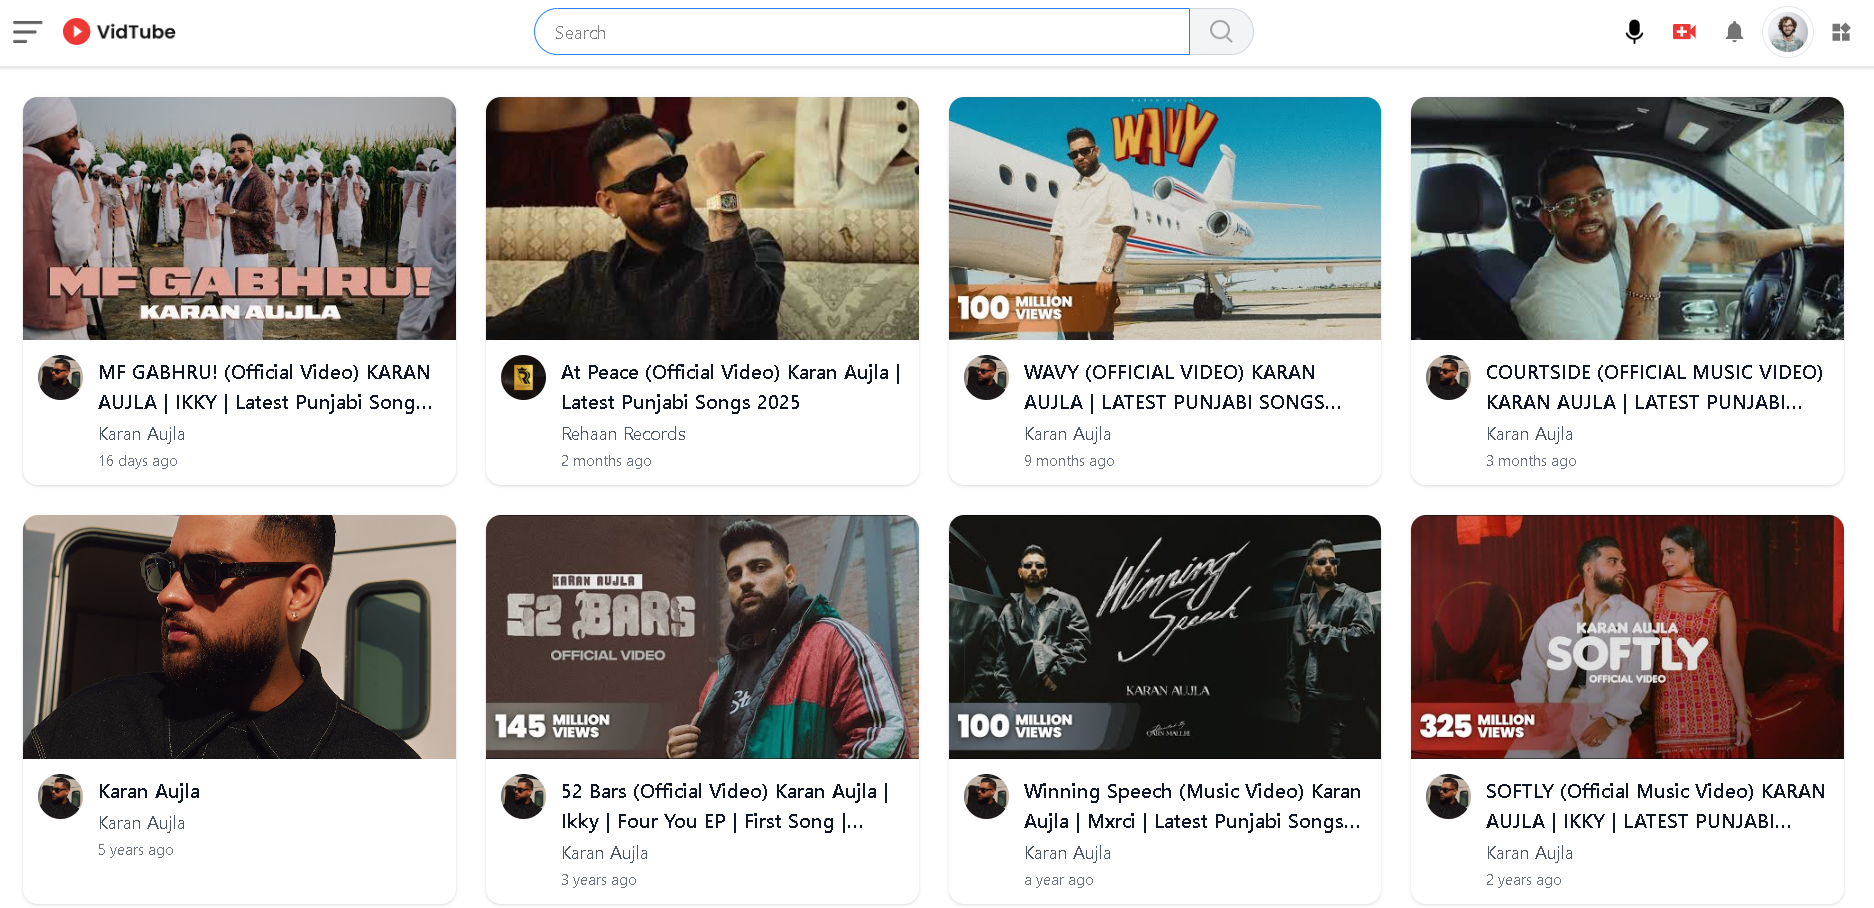 VidTube
Search
MF GABHRU!
KARAN AUJLA
KARAN AUJLA
WAVY
100 MILLION VIEWS
MF GABHRU! (Official Video) KARAN
AUJLA | IKKY | Latest Punjabi Song...
Karan Aujla
16 days ago
At Peace (Official Video) Karan Aujla |
Latest Punjabi Songs 2025
Rehaan Records
2 months ago
WAVY (OFFICIAL VIDEO) KARAN
AUJLA | LATEST PUNJABI SONGS...
Karan Aujla
9 months ago
COURTSIDE (OFFICIAL MUSIC VIDEO)
KARAN AUJLA | LATEST PUNJABI...
Karan Aujla
3 months ago
KARAN AUJLA
52 BARS
OFFICIAL VIDEO
145 MILLION VIEWS
Winning
Speech
KARAN AUJLA
100 MILLION VIEWS
KARAN AUJLA
SOFTLY
OFFICIAL VIDEO
325 MILLION VIEWS
Karan Aujla
Karan Aujla
5 years ago
52 Bars (Official Video) Karan Aujla |
Ikky | Four You EP | First Song |...
Karan Aujla
3 years ago
Winning Speech (Music Video) Karan
Aujla | Mxrci | Latest Punjabi Songs...
Karan Aujla
a year ago
SOFTLY (Official Music Video) KARAN
AUJLA | IKKY | LATEST PUNJABI...
Karan Aujla
2 years ago